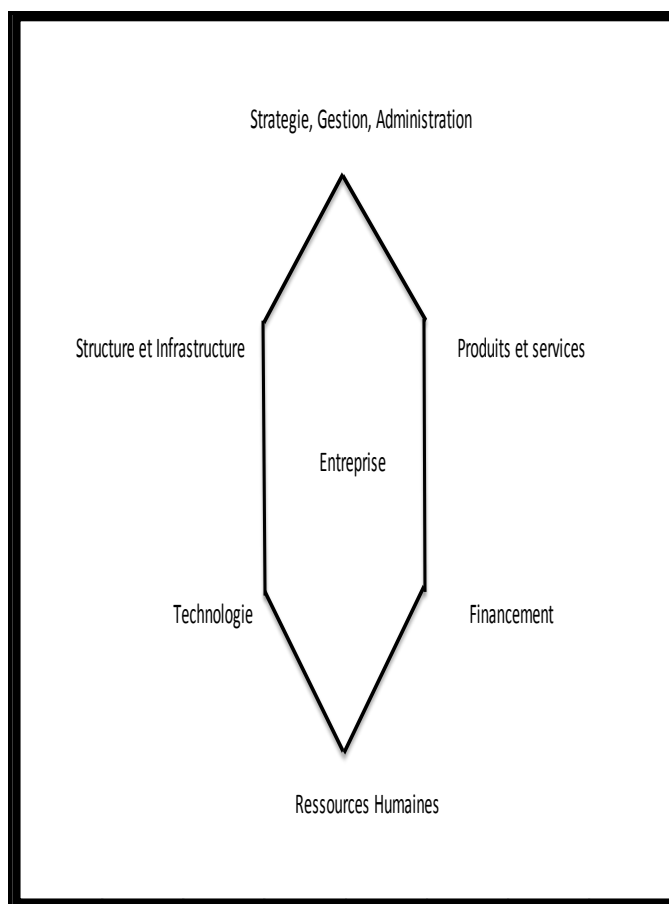 Strategie, Gestion, Administration
Structure et Infrastructure
Produits et services
Entreprise
Technologie
Financement
Ressources Humaines